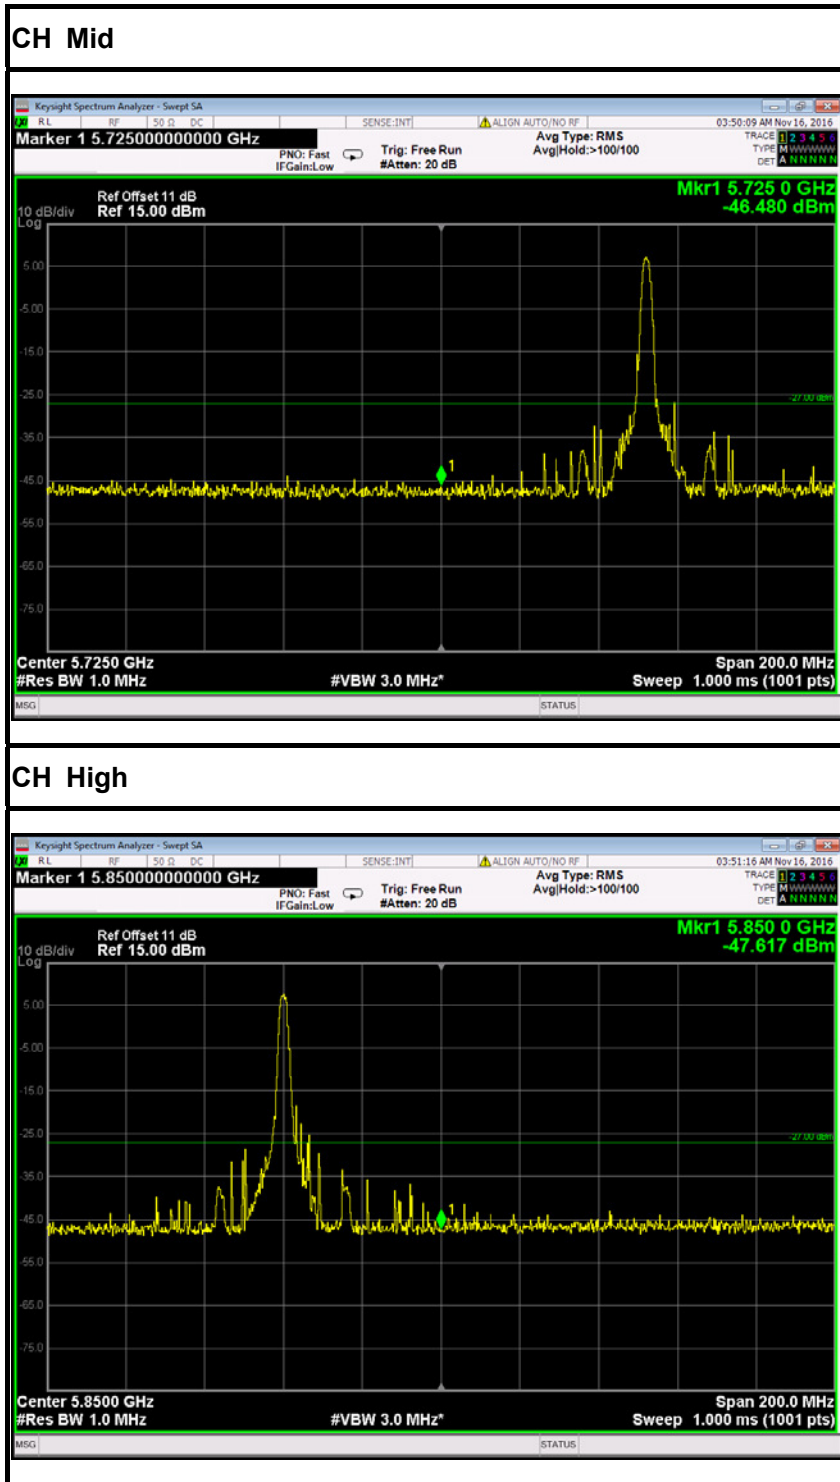 CH Mid
Keysight Spectrum Analyzer - Swept SA
RL RF 50 Ω DC SENSE:INT ALIGN AUTO/NO RF 03:50:09 AM Nov 16, 2016
Marker 1 5.725000000000 GHz
PNO: Fast
IFGain:Low
Trig: Free Run
#Atten: 20 dB
Avg Type: RMS
Avg|Hold:>100/100
TRACE 1 2 3 4 5 6
TYPE M WWWWW
DET A N N N N N
Mkr1 5.725 0 GHz
-46.480 dBm
Ref Offset 11 dB
10 dB/div Ref 15.00 dBm
Log
5.00
-5.00
-15.0
-25.0
-27.00 dBm
-35.0
1
-45.0
-55.0
-65.0
-75.0
Center 5.7250 GHz Span 200.0 MHz
#Res BW 1.0 MHz #VBW 3.0 MHz* Sweep 1.000 ms (1001 pts)
MSG STATUS
CH High
Keysight Spectrum Analyzer - Swept SA
RL RF 50 Ω DC SENSE:INT ALIGN AUTO/NO RF 03:51:16 AM Nov 16, 2016
Marker 1 5.850000000000 GHz
PNO: Fast
IFGain:Low
Trig: Free Run
#Atten: 20 dB
Avg Type: RMS
Avg|Hold:>100/100
TRACE 1 2 3 4 5 6
TYPE M WWWWW
DET A N N N N N
Mkr1 5.850 0 GHz
-47.617 dBm
Ref Offset 11 dB
10 dB/div Ref 15.00 dBm
Log
5.00
-5.00
-15.0
-25.0
-27.00 dBm
-35.0
1
-45.0
-55.0
-65.0
-75.0
Center 5.8500 GHz Span 200.0 MHz
#Res BW 1.0 MHz #VBW 3.0 MHz* Sweep 1.000 ms (1001 pts)
MSG STATUS